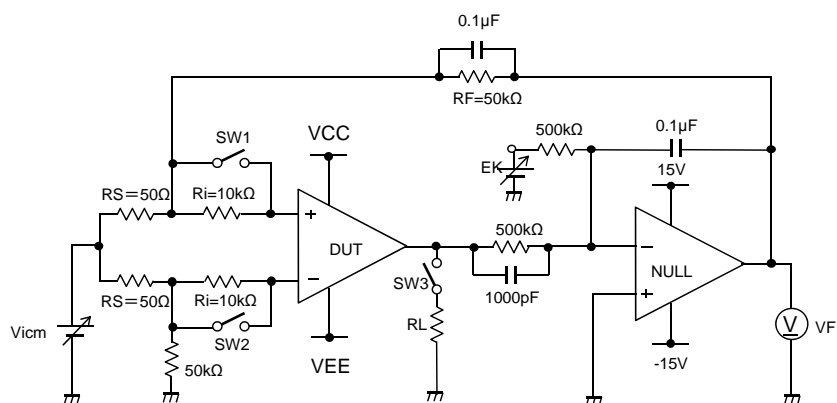 0.1μF
RF=50kΩ
SW1
VCC
500kΩ
0.1μF
EK
15V
RS=50Ω
Ri=10kΩ
+
DUT
500kΩ
−
NULL
RS=50Ω
Ri=10kΩ
−
SW3
1000pF
+
V
VF
Vicm
SW2
RL
50kΩ
VEE
-15V